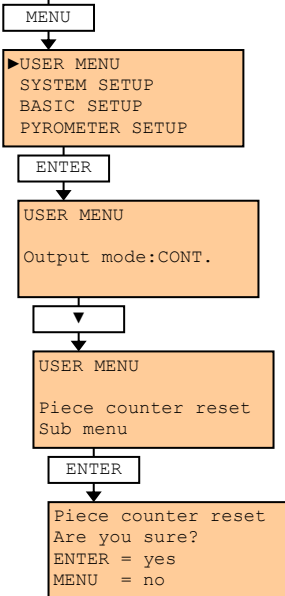 MENU
►USER MENU
SYSTEM SETUP
BASIC SETUP
PYROMETER SETUP
ENTER
USER MENU
Output mode:CONT.
▼
USER MENU
Piece counter reset
Sub menu
ENTER
Piece counter reset
Are you sure?
ENTER = yes
MENU  = no